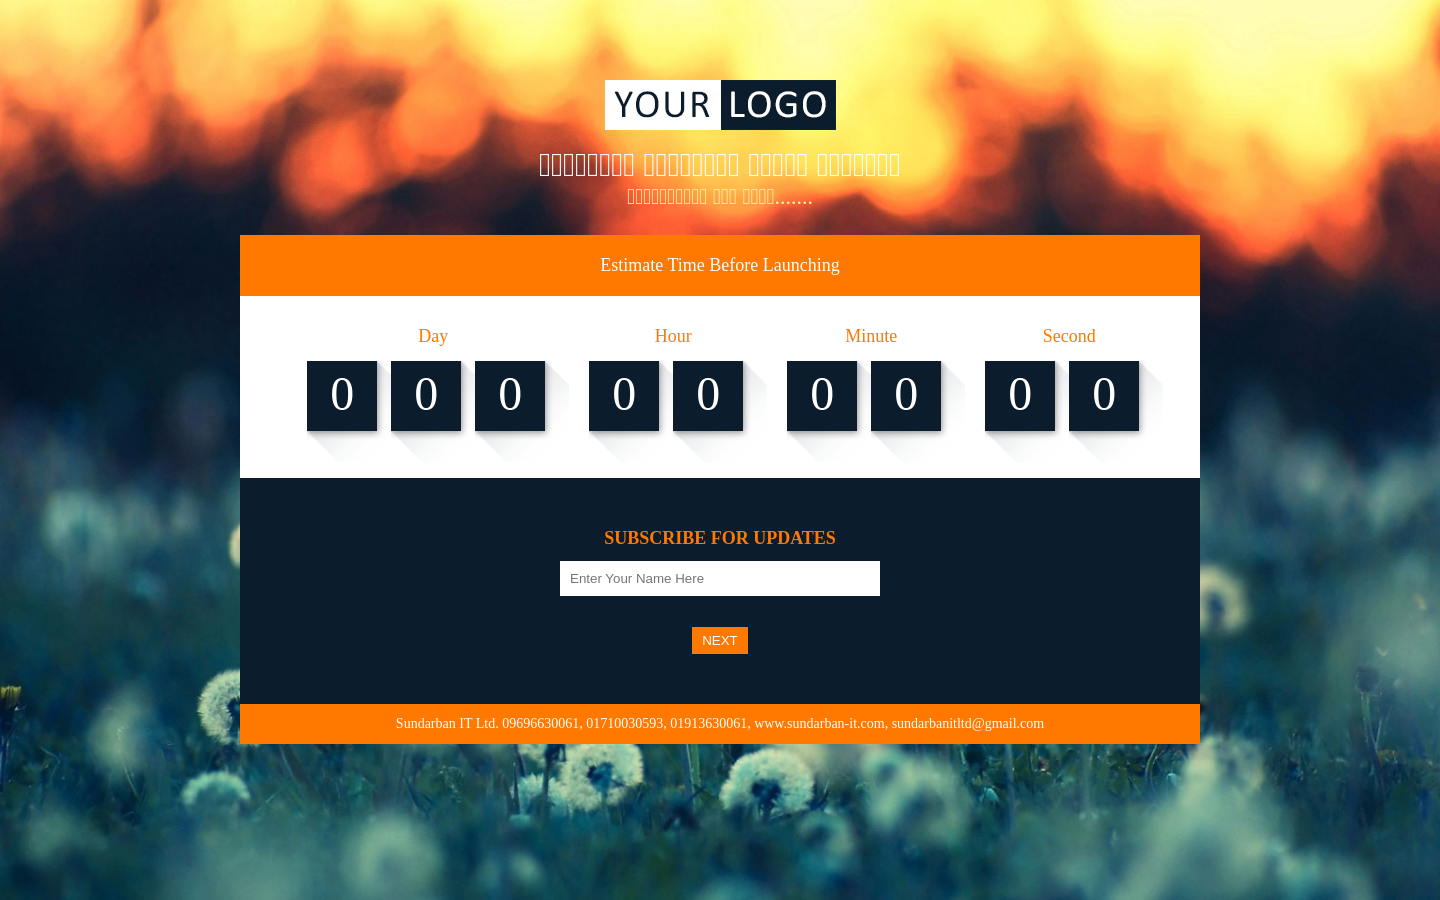 YOUR LOGO
.......
Estimate Time Before Launching
Day Hour Minute Second
0 0 0 0 0 0 0 0 0
SUBSCRIBE FOR UPDATES
Enter Your Name Here
NEXT
Sundarban IT Ltd. 09696630061, 01710030593, 01913630061, www.sundarban-it.com, sundarbanitltd@gmail.com